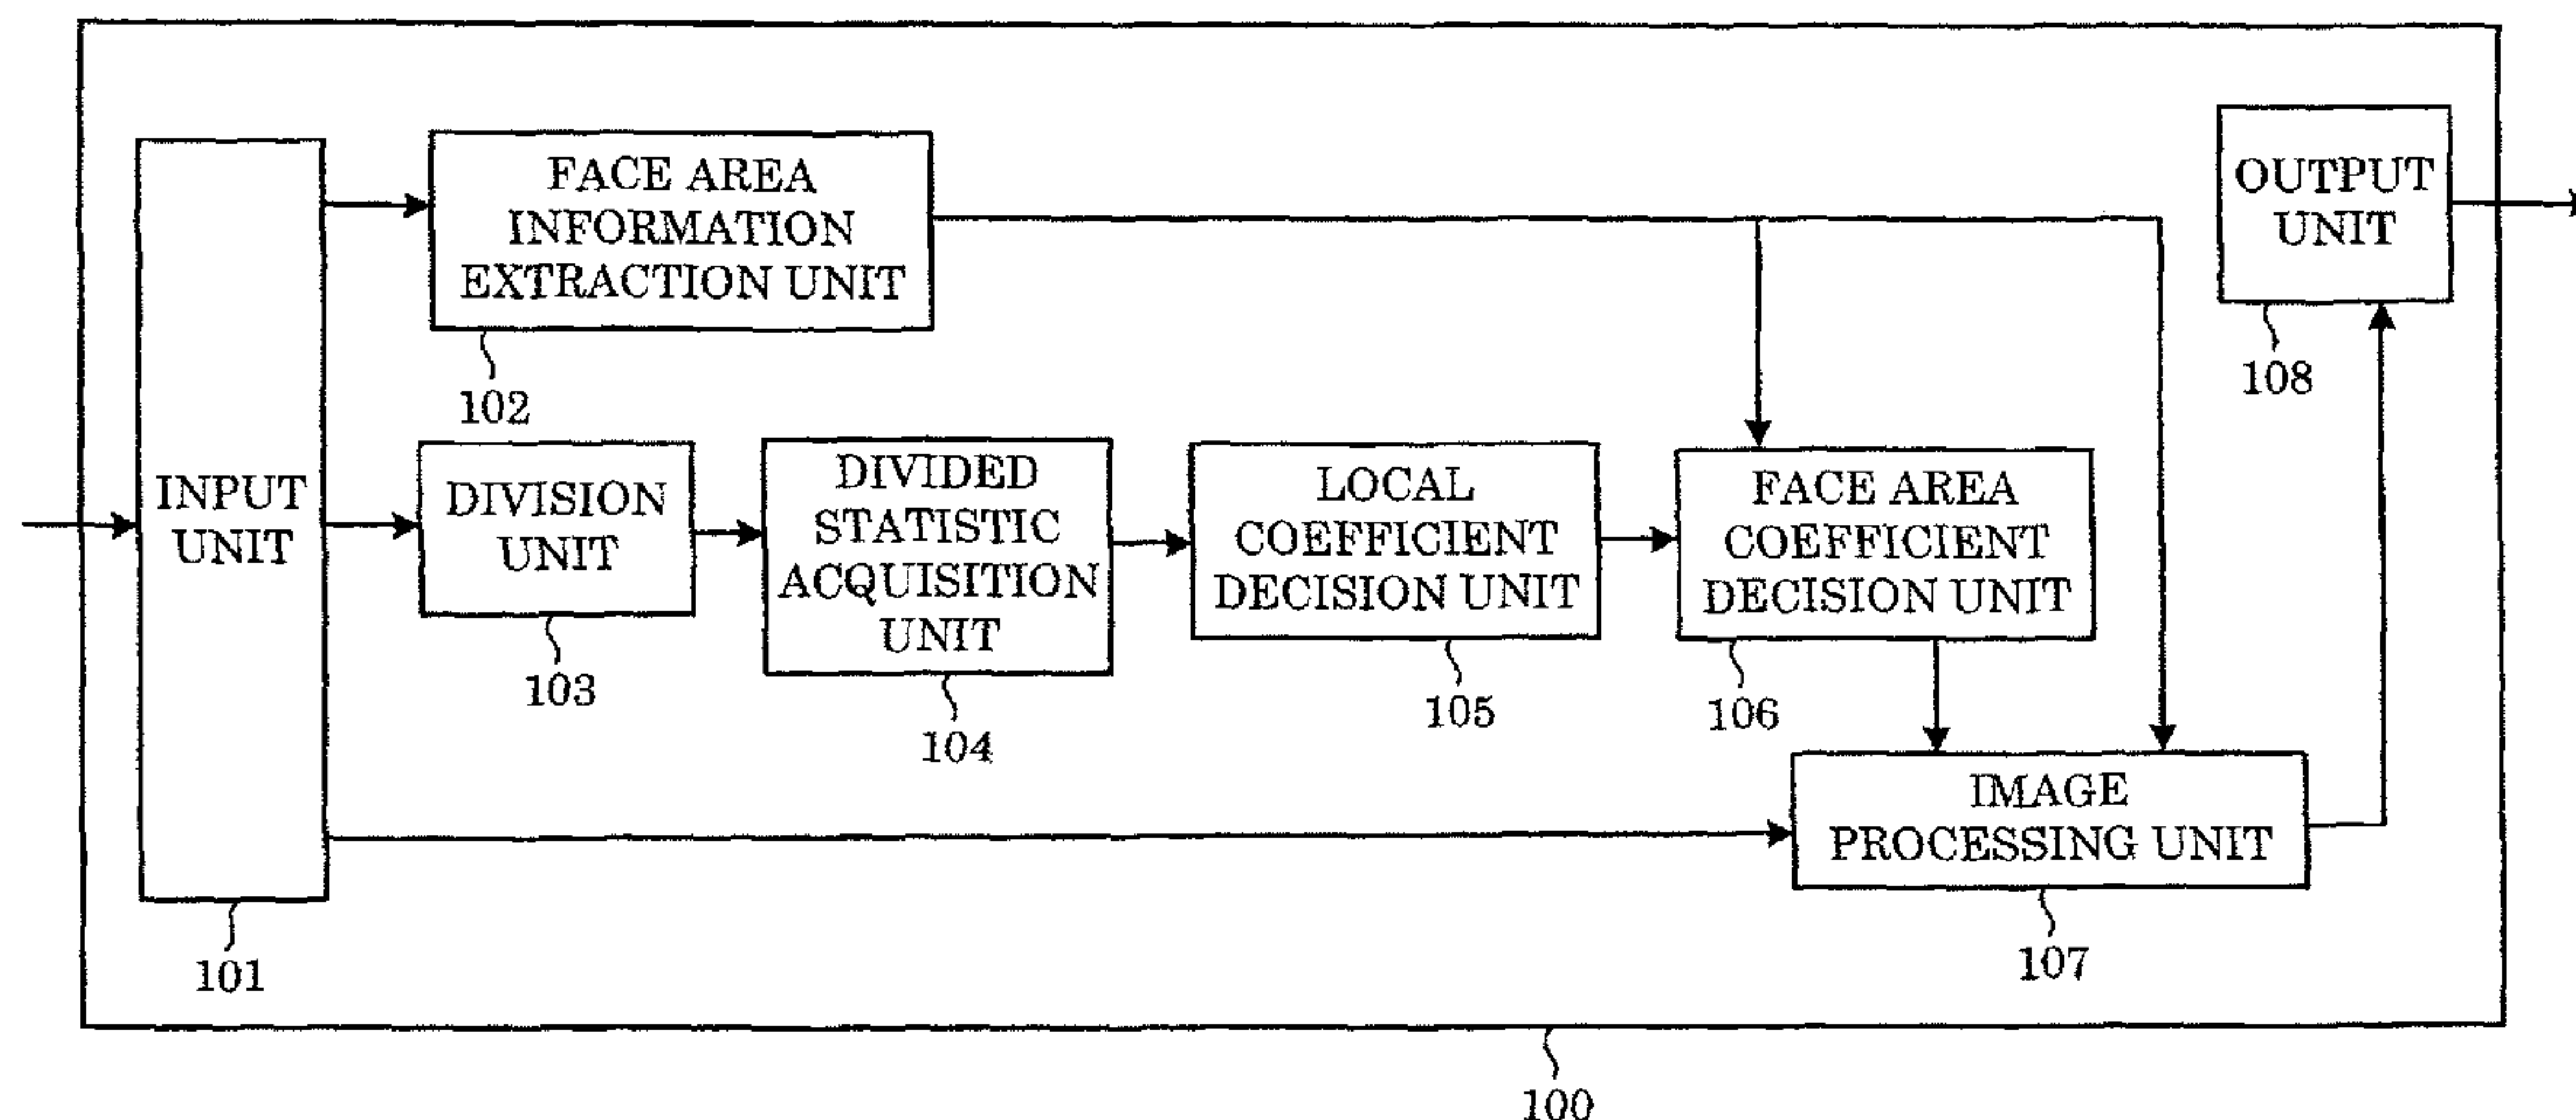 FACE AREA
INFORMATION
EXTRACTION UNIT
102
OUTPUT
UNIT
108
INPUT
UNIT
101
DIVISION
UNIT
103
DIVIDED
STATISTIC
ACQUISITION
UNIT
104
LOCAL
COEFFICIENT
DECISION UNIT
105
FACE AREA
COEFFICIENT
DECISION UNIT
106
IMAGE
PROCESSING UNIT
107
100